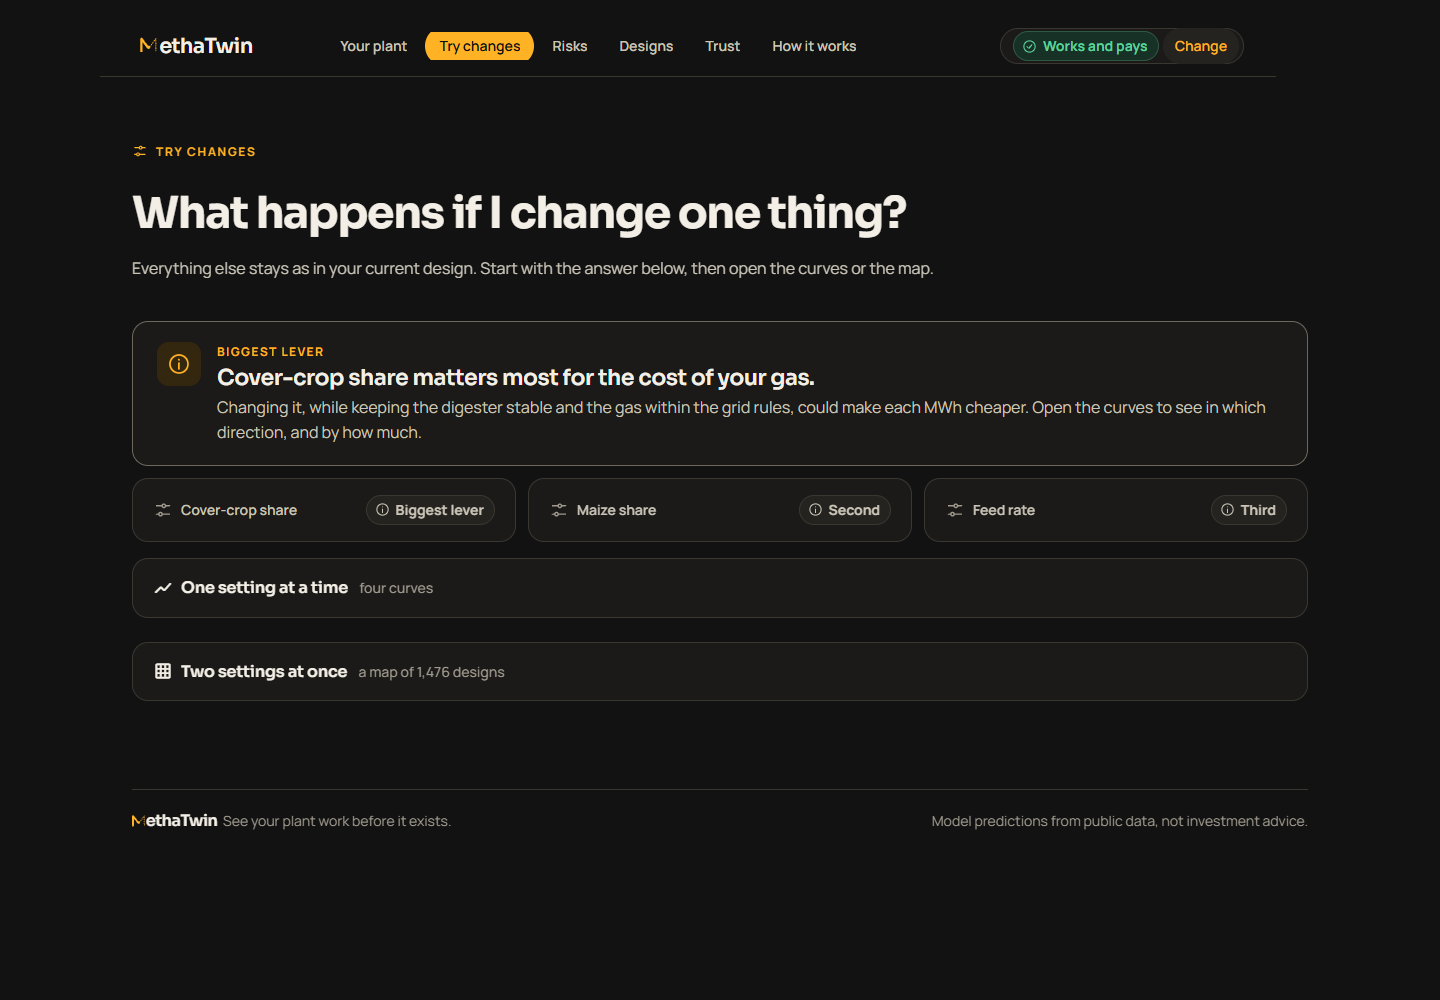 MethaTwin
Your plant
Try changes
Risks
Designs
Trust
How it works
Works and pays
Change
TRY CHANGES
What happens if I change one thing?
Everything else stays as in your current design. Start with the answer below, then open the curves or the map.
BIGGEST LEVER
Cover-crop share matters most for the cost of your gas.
Changing it, while keeping the digester stable and the gas within the grid rules, could make each MWh cheaper. Open the curves to see in which
direction, and by how much.
Cover-crop share
Biggest lever
Maize share
Second
Feed rate
Third
One setting at a time four curves
Two settings at once a map of 1,476 designs
MethaTwin See your plant work before it exists.
Model predictions from public data, not investment advice.